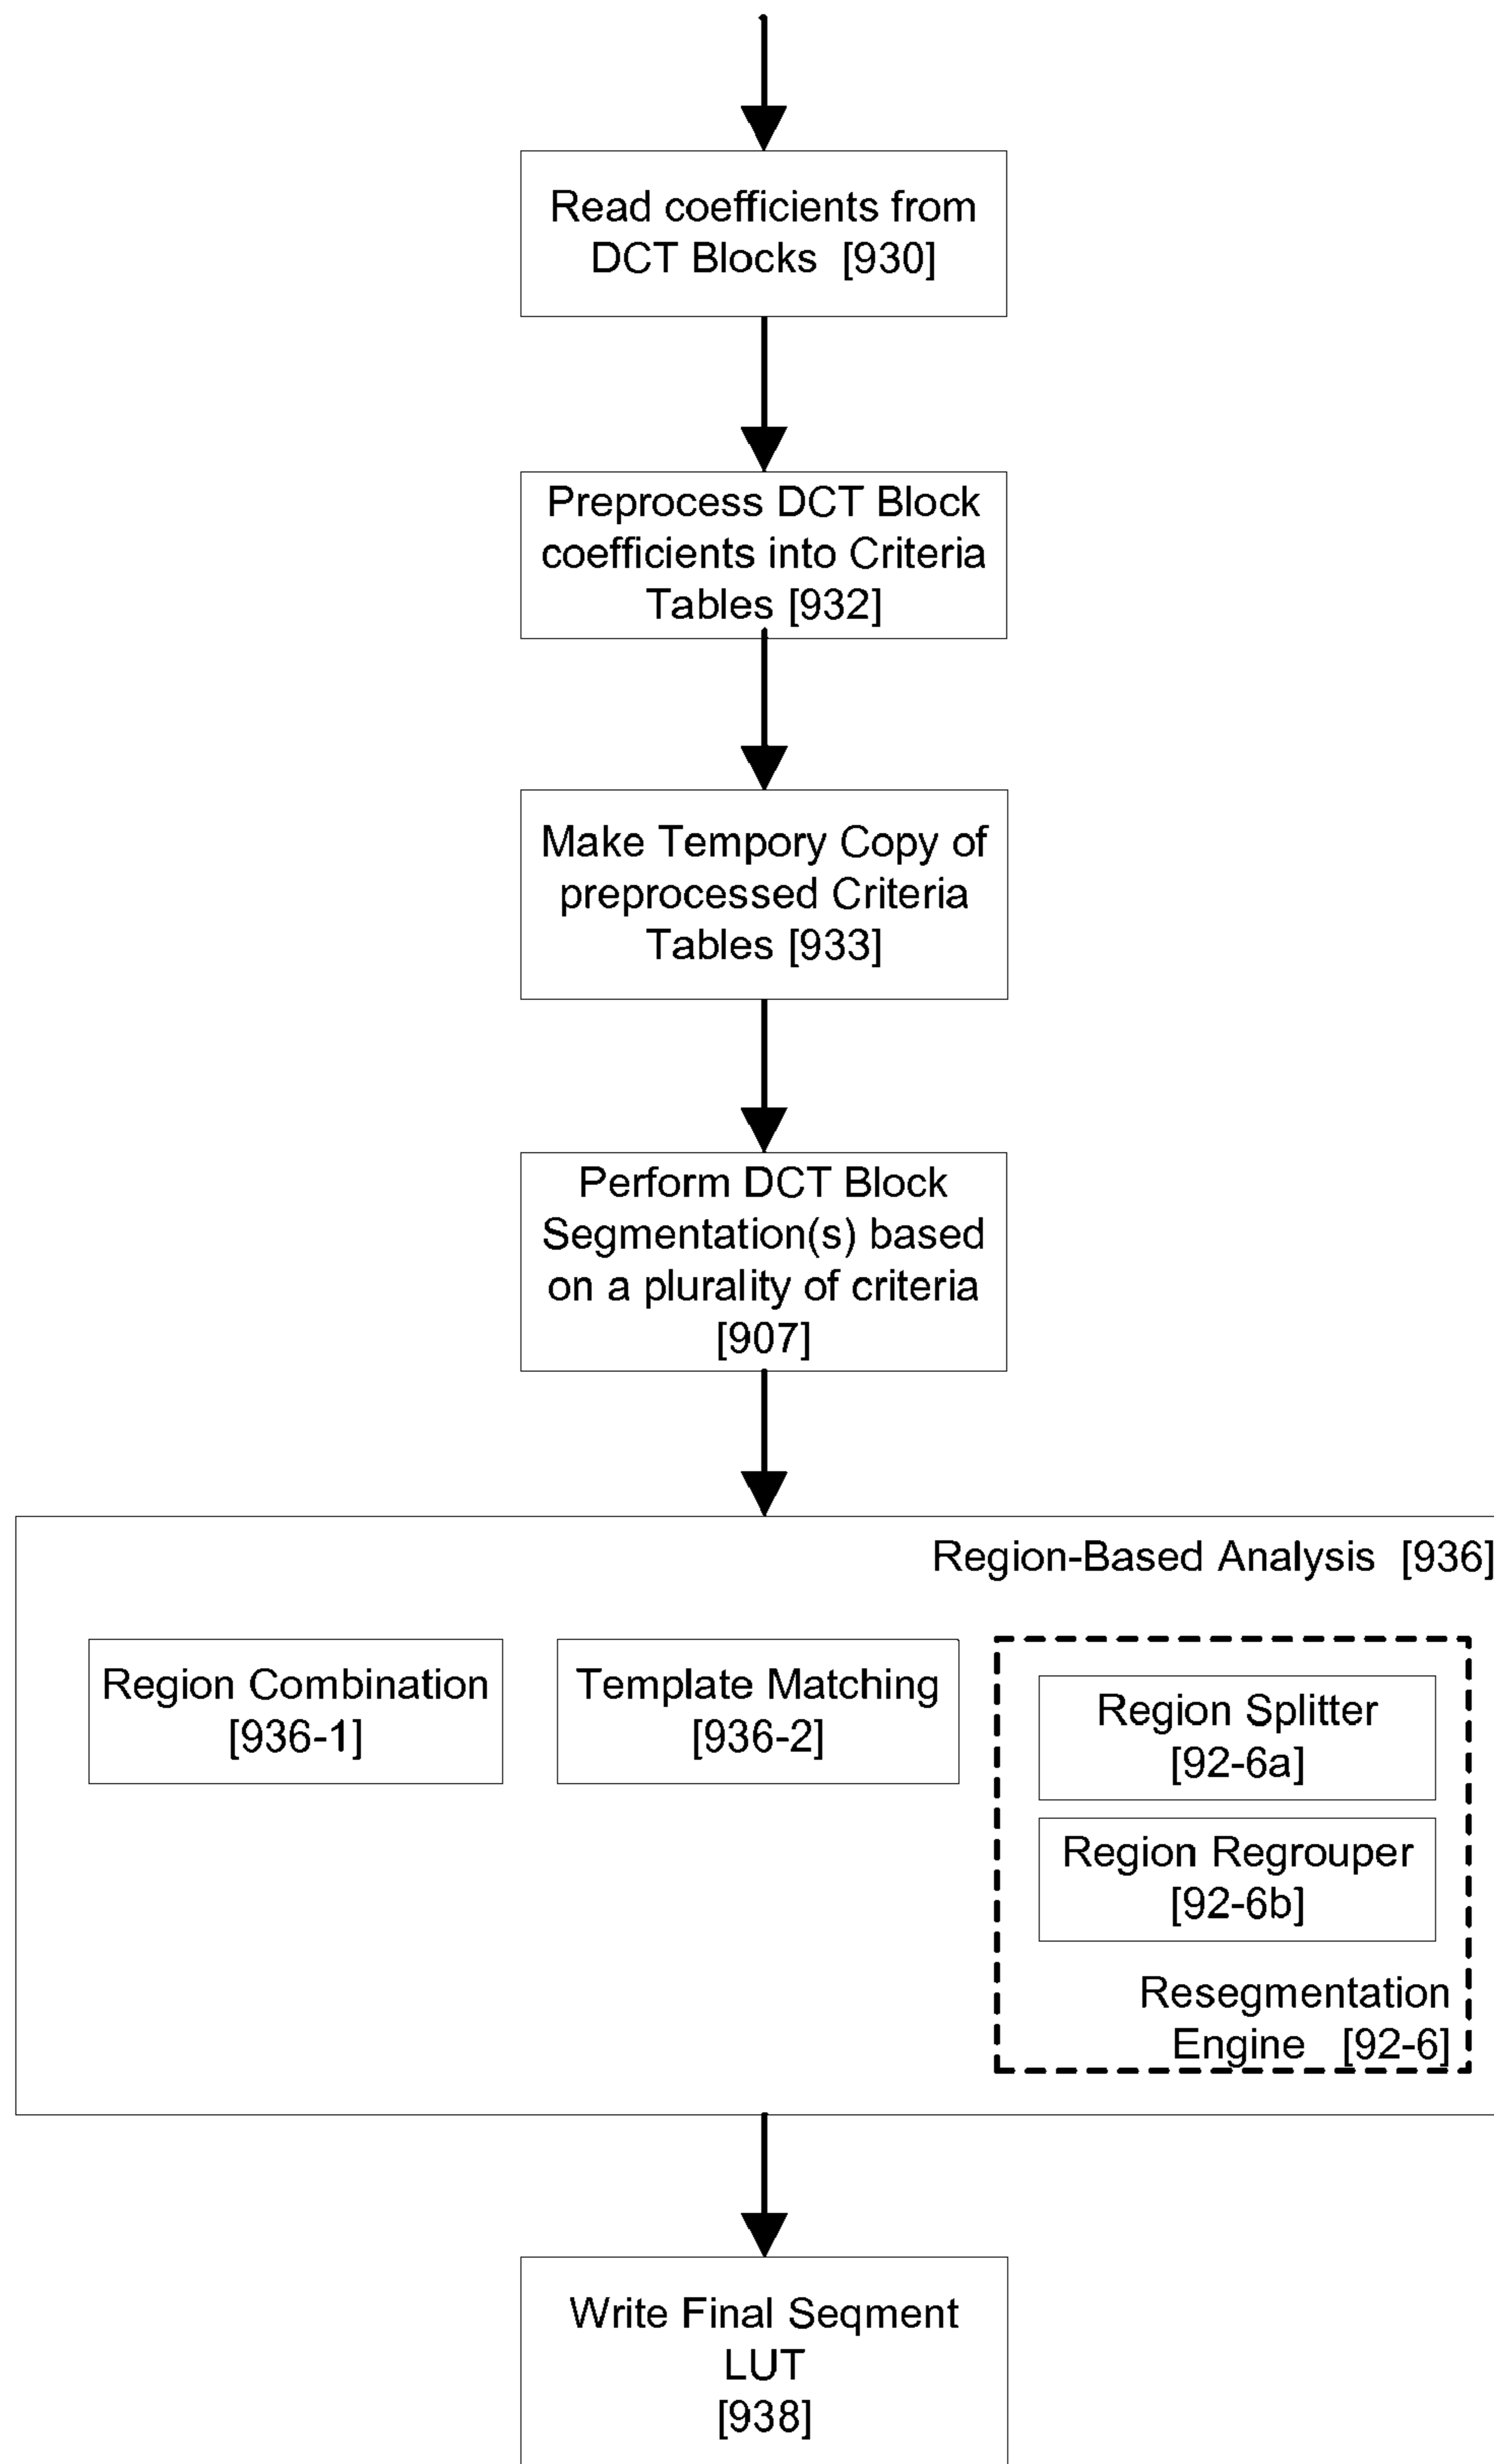 Read coefficients from
DCT Blocks [930]
Preprocess DCT Block
coefficients into Criteria
Tables [932]
Make Tempory Copy of
preprocessed Criteria
Tables [933]
Perform DCT Block
Segmentation(s) based
on a plurality of criteria
[907]
Region-Based Analysis [936]
Region Combination
[936-1]
Template Matching
[936-2]
Region Splitter
[92-6a]
Region Regrouper
[92-6b]
Resegmentation
Engine [92-6]
Write Final Seqment
LUT
[938]